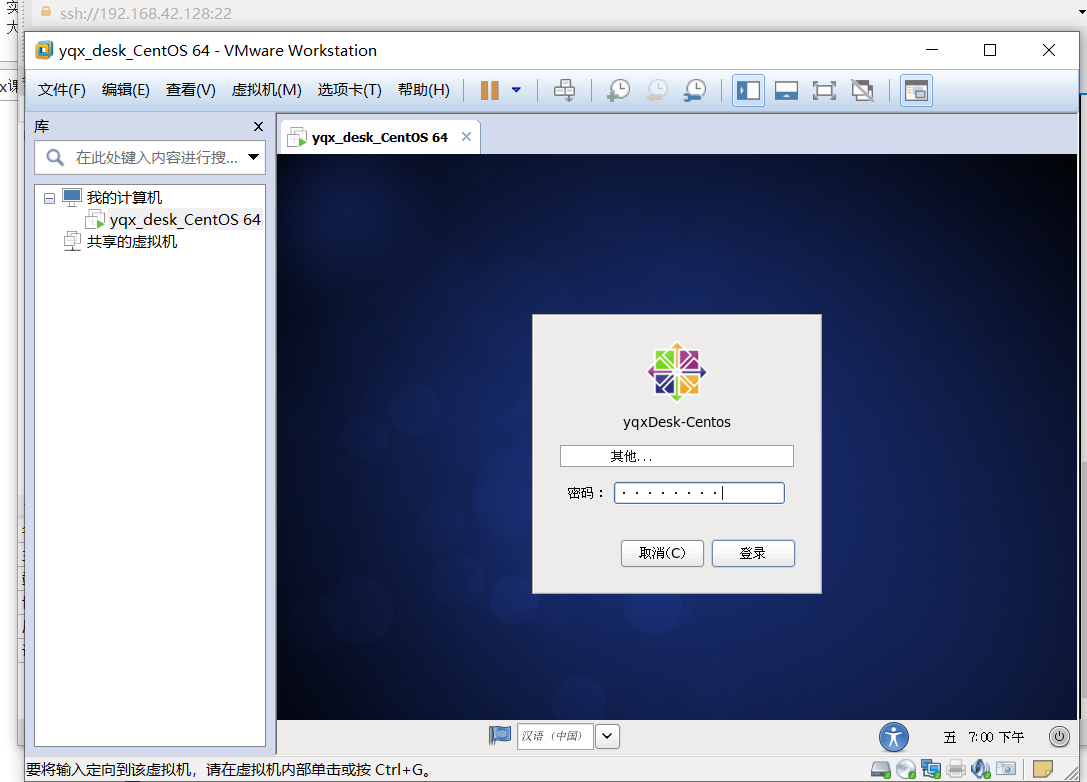 实
ssh://192.168.42.128:22
大
yqx_desk_CentOS 64 - VMware Workstation
x课
文件(F) 编辑(E) 查看(V) 虚拟机(M) 选项卡(T) 帮助(H)
库
yqx_desk_CentOS 64
在此处键入内容进行搜...
我的计算机
yqx_desk_CentOS 64
共享的虚拟机
yqxDesk-Centos
其他...
密码：
取消(C) 登录
汉语（中国） 五 7:00 下午
要将输入定向到该虚拟机，请在虚拟机内部单击或按 Ctrl+G。